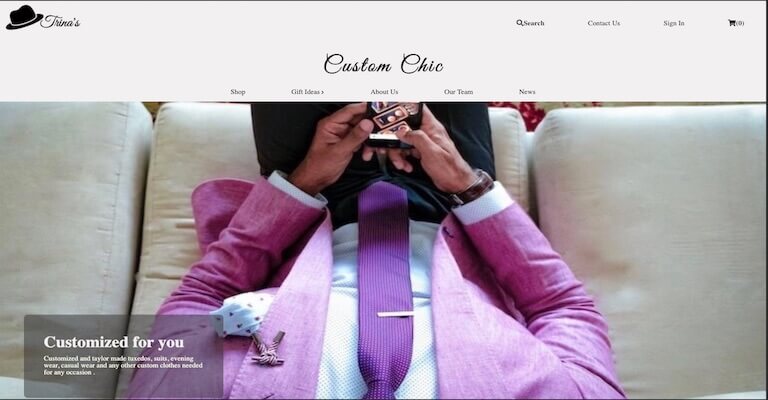 Trina's
Search Contact Us Sign In (0)
Custom Chic
Shop Gift Ideas About Us Our Team News
Customized for you
Customized and taylor made tuxedos, suits, evening
wear, casual wear and any other custom clothes needed
for any occasion .